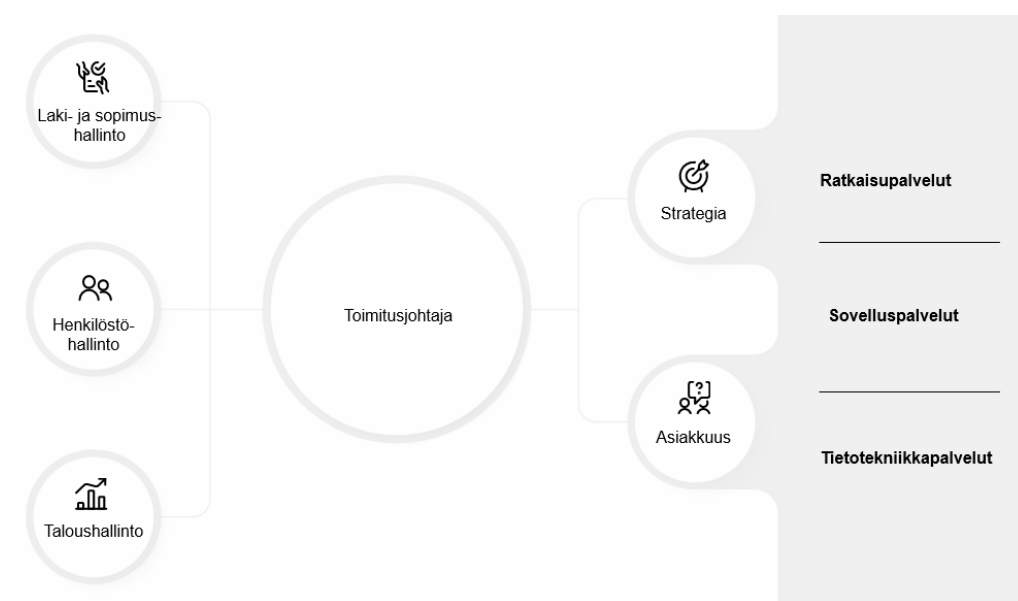 Laki- ja sopimus-
hallinto
Henkilöstö-
hallinto
Taloushallinto
Toimitusjohtaja
Strategia
?
Asiakkuus
Ratkaisupalvelut
Sovelluspalvelut
Tietotekniikkapalvelut